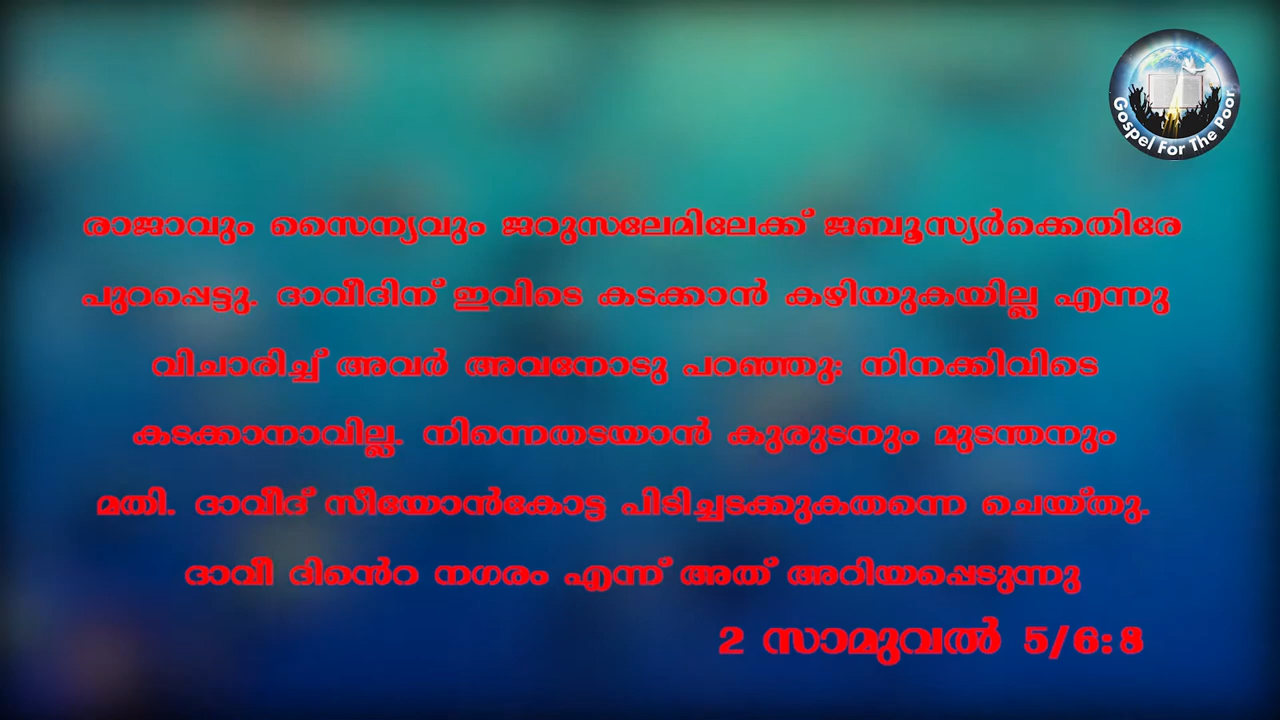 Gospel For The Poor
രാജാവും സൈന്യവും ജറുസലേമിലേക്ക് ജബൂസ്യർക്കെതിരേ
പുറപ്പെട്ടു. ദാവീദിന് ഇവിടെ കടക്കാൻ കഴിയുകയില്ല എന്നു
വിചാരിച്ച് അവർ അവനോടു പറഞ്ഞു: നിനക്കിവിടെ
കടക്കാനാവില്ല. നിന്നെതടയാൻ കുരുടനും മുടന്തനും
മതി. ദാവീദ് സീയോൻകോട്ട പിടിച്ചടക്കുകതന്നെ ചെയ്തു.
ദാവീ ദിൻെറ നഗരം എന്ന് അത് അറിയപ്പെടുന്നു
2 സാമുവൽ 5/6:8